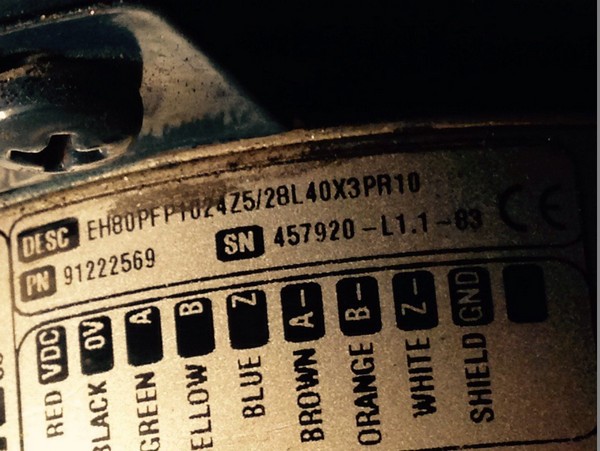 DESC EH80PFP1024Z5/28L40X3PR10
PN 91222569 SN 457920-L1.1-83 CE
VDC 0V A B Z A- B- Z- GND
RED BLACK GREEN YELLOW BLUE BROWN ORANGE WHITE SHIELD